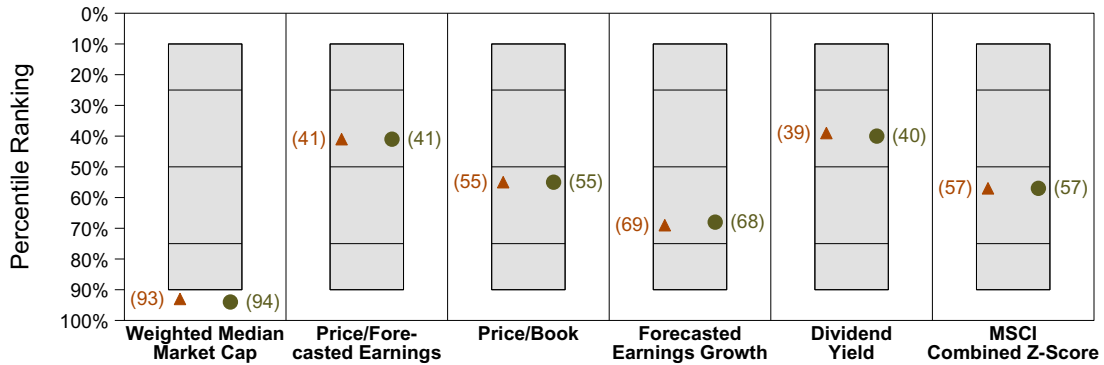 Percentile Ranking
0%
10%
20%
30%
40%
50%
60%
70%
80%
90%
100%
(93)
(94)
(41)
(41)
(55)
(55)
(69)
(68)
(39)
(40)
(57)
(57)
Weighted Median
Market Cap
Price/Fore-
casted Earnings
Price/Book
Forecasted
Earnings Growth
Dividend
Yield
MSCI
Combined Z-Score